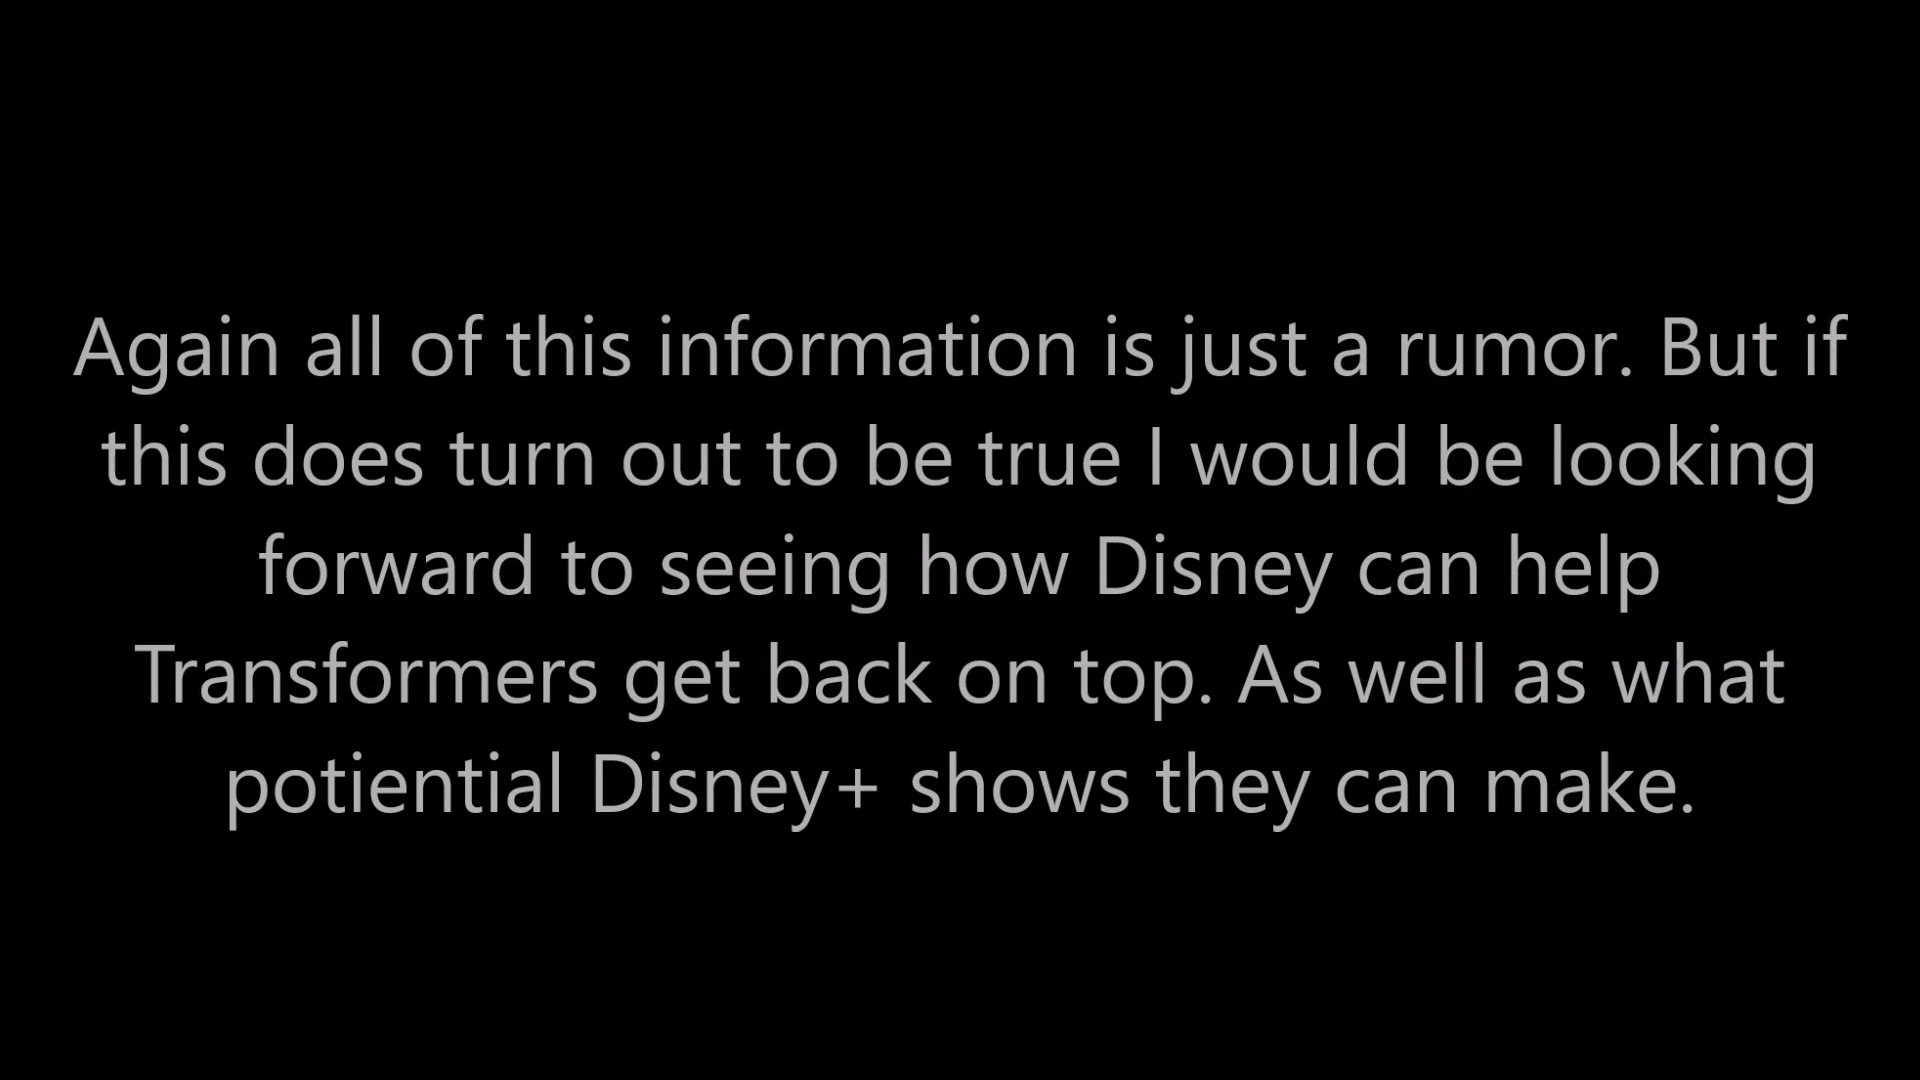 Again all of this information is just a rumor. But if
this does turn out to be true I would be looking
forward to seeing how Disney can help
Transformers get back on top. As well as what
potiential Disney+ shows they can make.